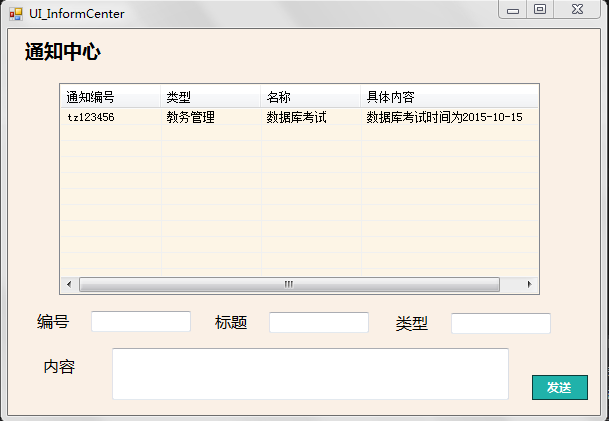 UI_InformCenter
通知中心
通知编号 类型 名称 具体内容
tz123456 教务管理 数据库考试 数据库考试时间为2015-10-15
编号 标题 类型
内容
发送